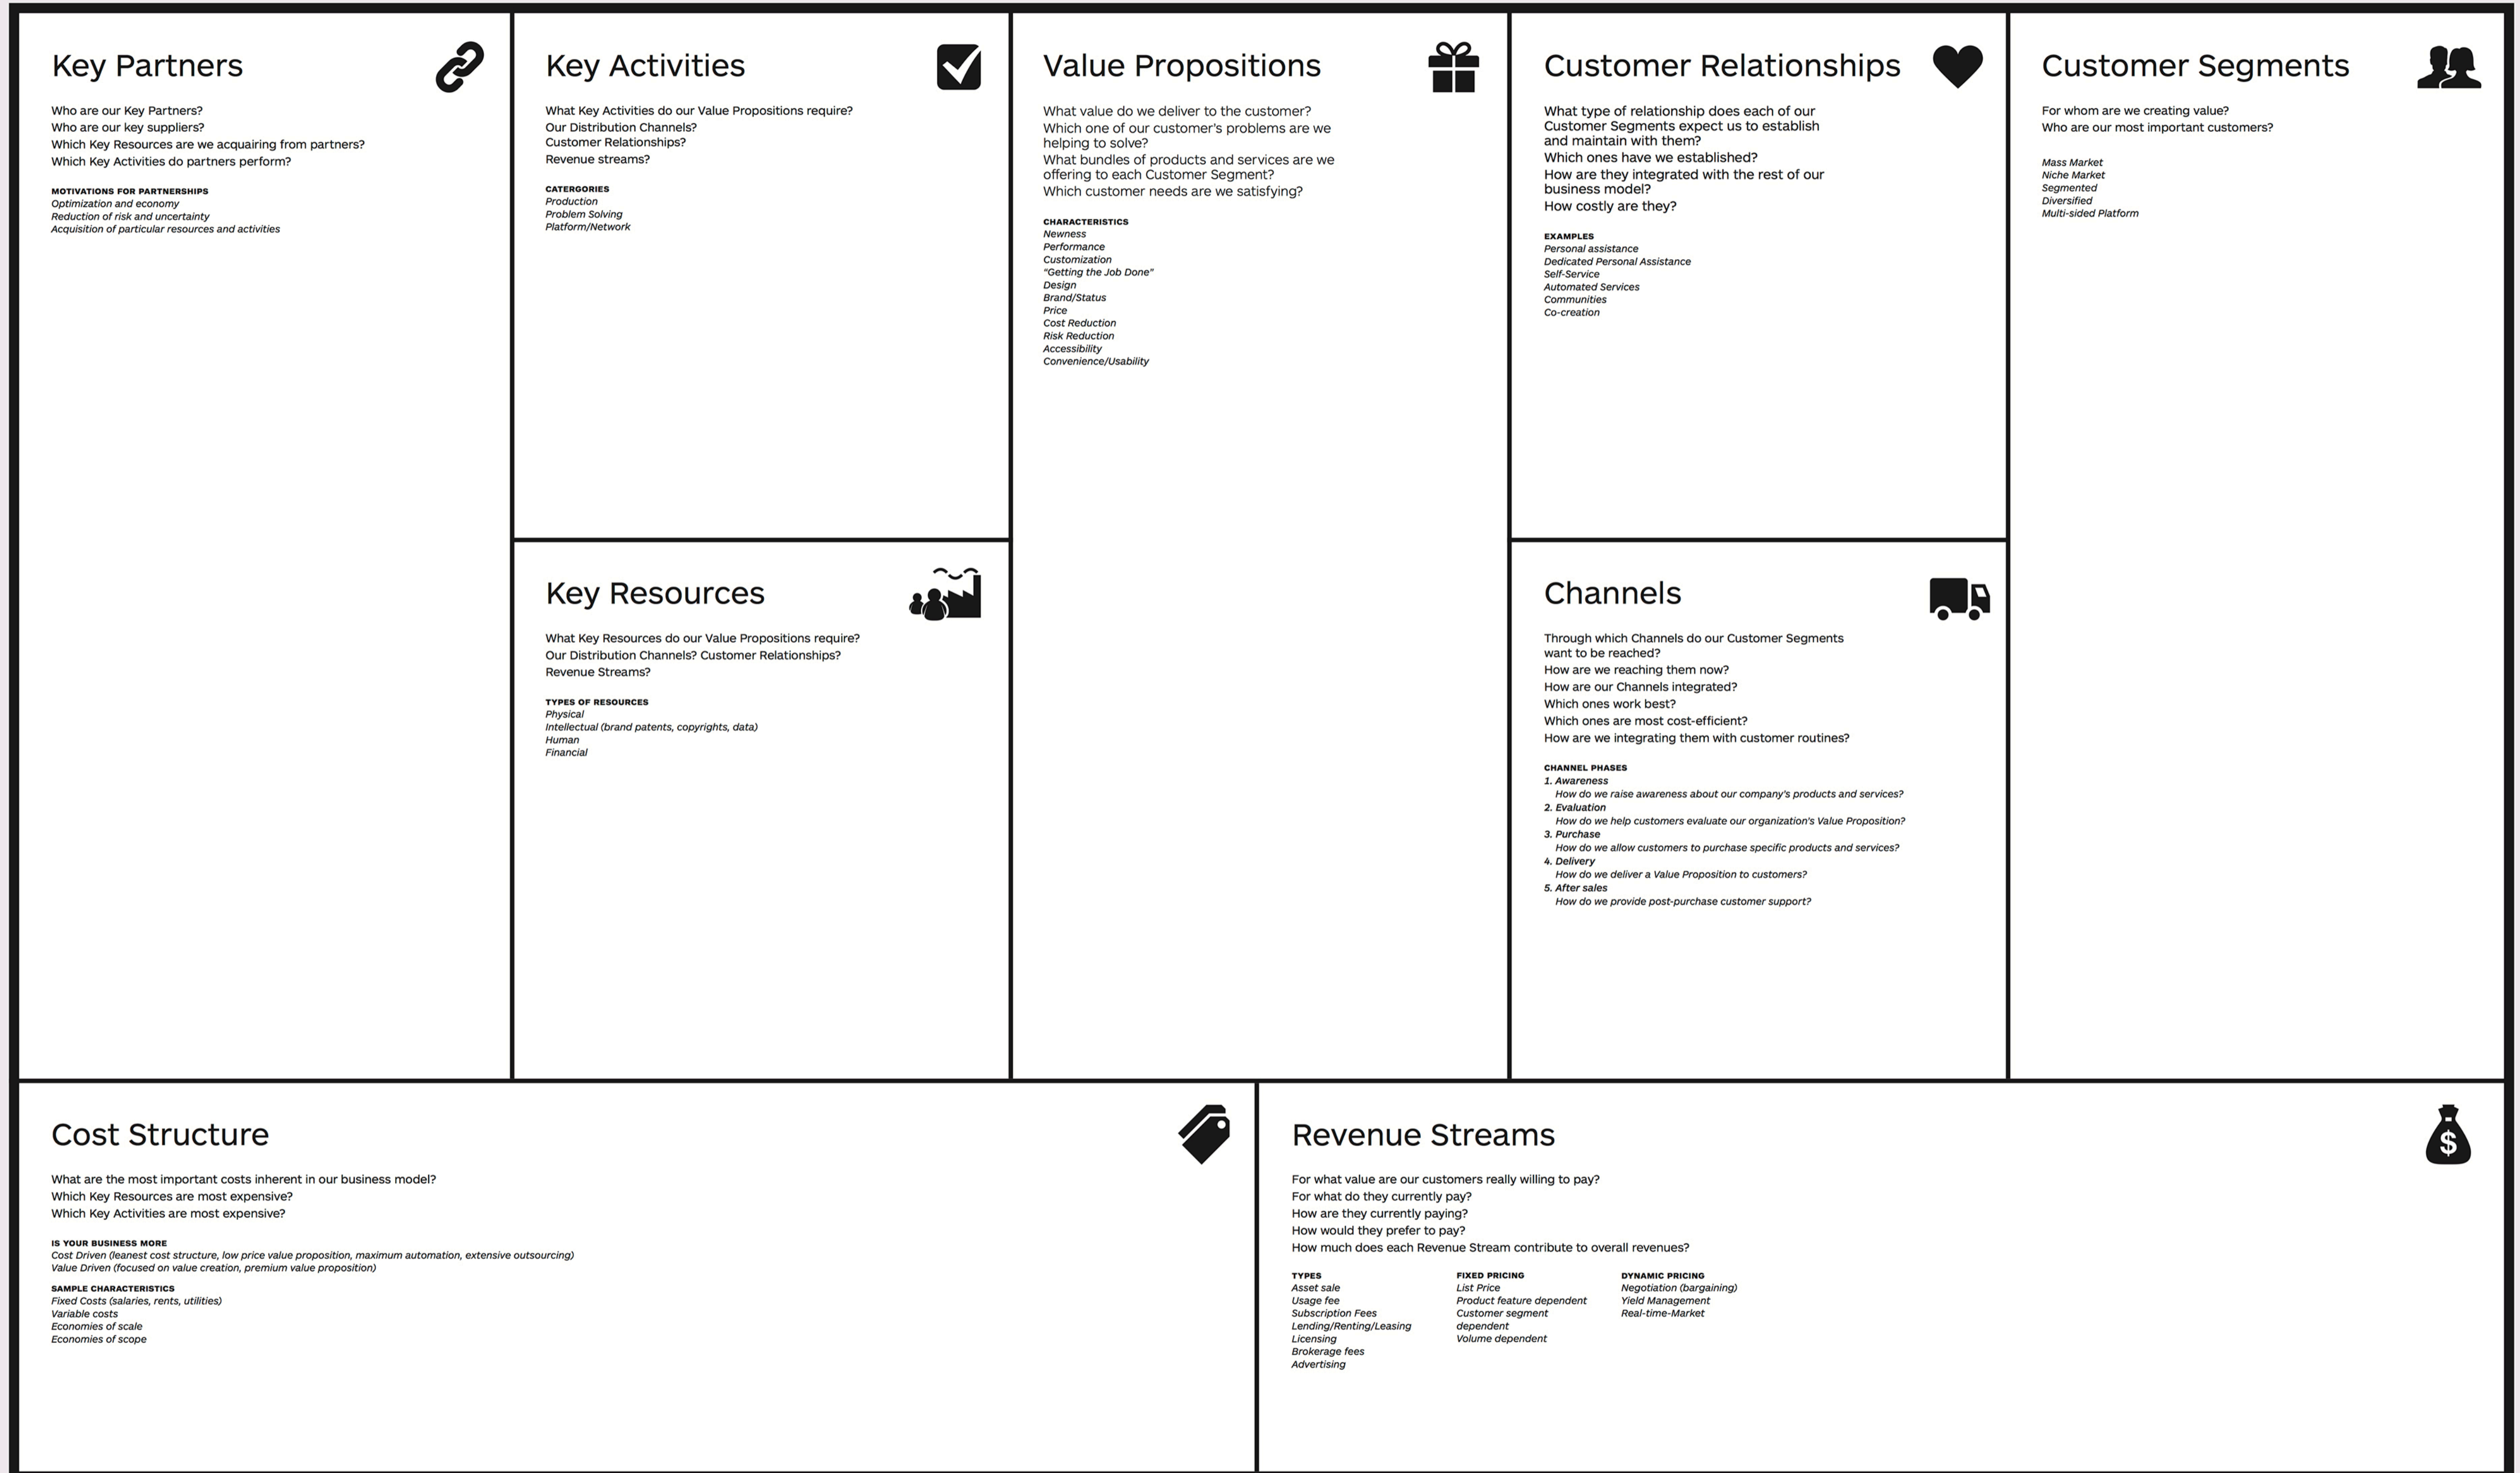 Key Partners
Who are our Key Partners?
Who are our key suppliers?
Which Key Resources are we acquairing from partners?
Which Key Activities do partners perform?
MOTIVATIONS FOR PARTNERSHIPS
Optimization and economy
Reduction of risk and uncertainty
Acquisition of particular resources and activities
Key Activities
What Key Activities do our Value Propositions require?
Our Distribution Channels?
Customer Relationships?
Revenue streams?
CATERGORIES
Production
Problem Solving
Platform/Network
Key Resources
What Key Resources do our Value Propositions require?
Our Distribution Channels? Customer Relationships?
Revenue Streams?
TYPES OF RESOURCES
Physical
Intellectual (brand patents, copyrights, data)
Human
Financial
Value Propositions
What value do we deliver to the customer?
Which one of our customer's problems are we
helping to solve?
What bundles of products and services are we
offering to each Customer Segment?
Which customer needs are we satisfying?
CHARACTERISTICS
Newness
Performance
Customization
"Getting the Job Done"
Design
Brand/Status
Price
Cost Reduction
Risk Reduction
Accessibility
Convenience/Usability
Customer Relationships
What type of relationship does each of our
Customer Segments expect us to establish
and maintain with them?
Which ones have we established?
How are they integrated with the rest of our
business model?
How costly are they?
EXAMPLES
Personal assistance
Dedicated Personal Assistance
Self-Service
Automated Services
Communities
Co-creation
Channels
Through which Channels do our Customer Segments
want to be reached?
How are we reaching them now?
How are our Channels integrated?
Which ones work best?
Which ones are most cost-efficient?
How are we integrating them with customer routines?
CHANNEL PHASES
1. Awareness
How do we raise awareness about our company's products and services?
2. Evaluation
How do we help customers evaluate our organization's Value Proposition?
3. Purchase
How do we allow customers to purchase specific products and services?
4. Delivery
How do we deliver a Value Proposition to customers?
5. After sales
How do we provide post-purchase customer support?
Customer Segments
For whom are we creating value?
Who are our most important customers?
Mass Market
Niche Market
Segmented
Diversified
Multi-sided Platform
Cost Structure
What are the most important costs inherent in our business model?
Which Key Resources are most expensive?
Which Key Activities are most expensive?
IS YOUR BUSINESS MORE
Cost Driven (leanest cost structure, low price value proposition, maximum automation, extensive outsourcing)
Value Driven (focused on value creation, premium value proposition)
SAMPLE CHARACTERISTICS
Fixed Costs (salaries, rents, utilities)
Variable costs
Economies of scale
Economies of scope
Revenue Streams
For what value are our customers really willing to pay?
For what do they currently pay?
How are they currently paying?
How would they prefer to pay?
How much does each Revenue Stream contribute to overall revenues?
TYPES
Asset sale
Usage fee
Subscription Fees
Lending/Renting/Leasing
Licensing
Brokerage fees
Advertising
FIXED PRICING
List Price
Product feature dependent
Customer segment
dependent
Volume dependent
DYNAMIC PRICING
Negotiation (bargaining)
Yield Management
Real-time-Market
$